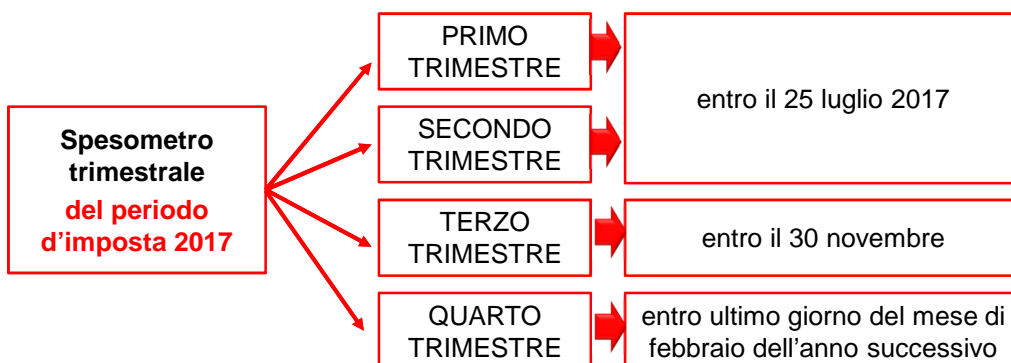 Spesometro
trimestrale
del periodo
d'imposta 2017
PRIMO
TRIMESTRE
entro il 25 luglio 2017
SECONDO
TRIMESTRE
TERZO
TRIMESTRE
entro il 30 novembre
QUARTO
TRIMESTRE
entro ultimo giorno del mese di
febbraio dell'anno successivo